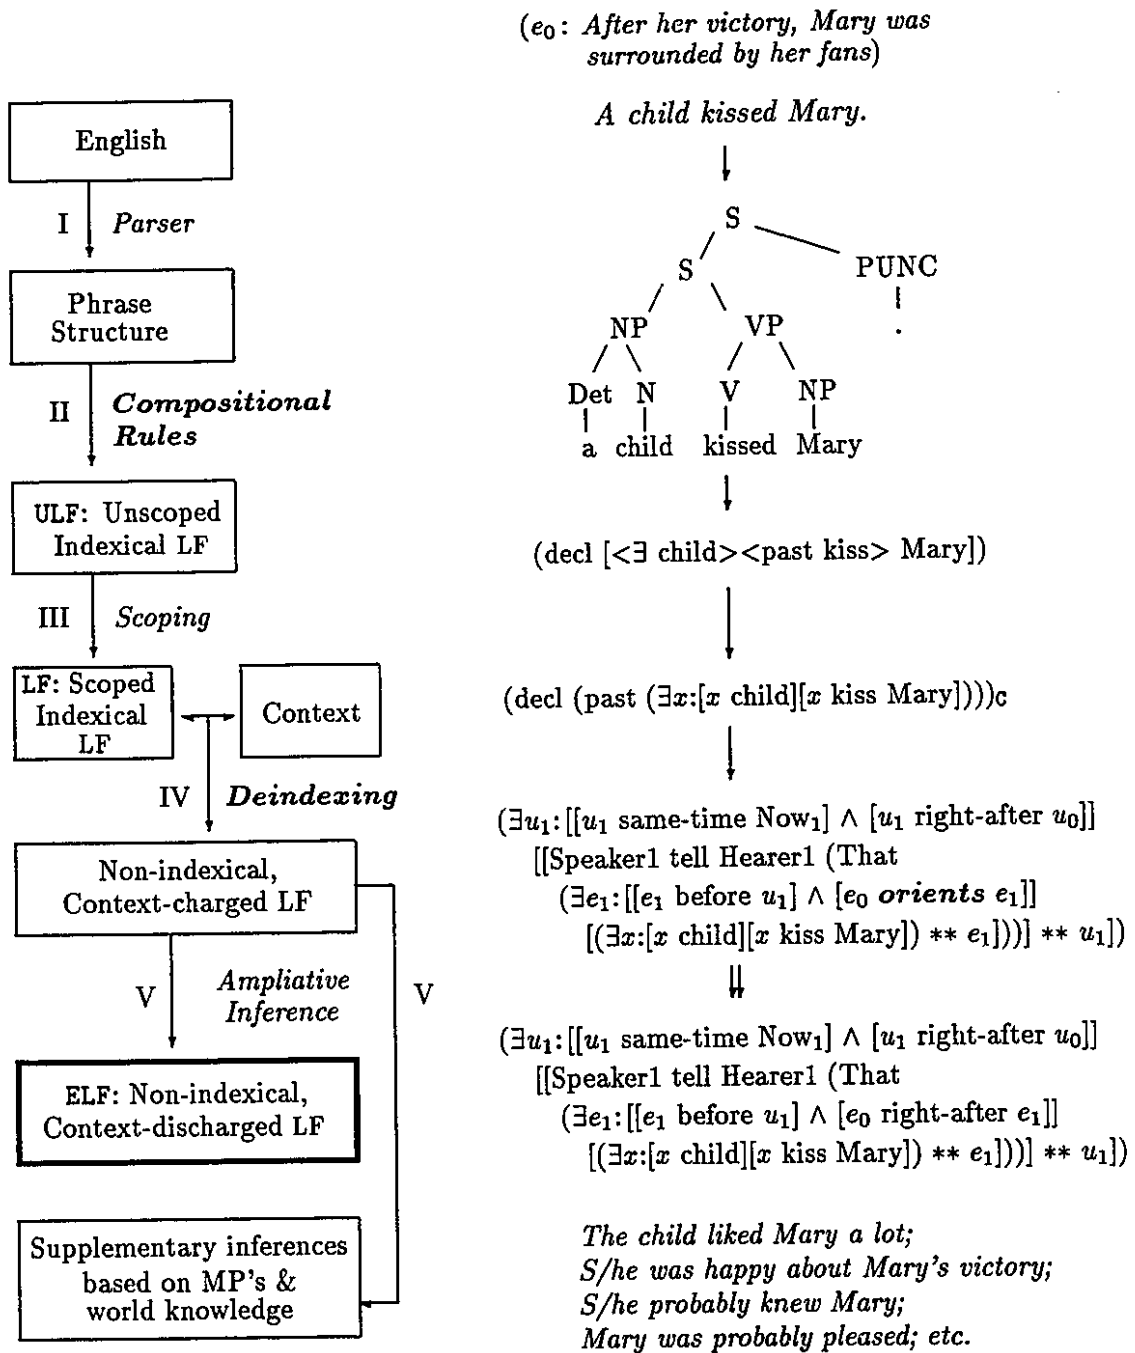 (e₀: After her victory, Mary was
surrounded by her fans)
English
A child kissed Mary.
I Parser
S
S PUNC
Phrase
Structure
NP VP .
II Compositional
Rules
Det N V NP
a child kissed Mary
ULF: Unscoped
Indexical LF
(decl [<∃ child><past kiss> Mary])
III Scoping
LF: Scoped
Indexical
LF
Context
(decl (past (∃x:[x child][x kiss Mary])))c
IV Deindexing
(∃u₁: [[u₁ same-time Now₁] ∧ [u₁ right-after u₀]]
[[Speaker1 tell Hearer1 (That
(∃e₁: [[e₁ before u₁] ∧ [e₀ orients e₁]]
[(∃x:[x child][x kiss Mary]) ** e₁]))] ** u₁])
Non-indexical,
Context-charged LF
V Ampliative
Inference
V
(∃u₁: [[u₁ same-time Now₁] ∧ [u₁ right-after u₀]]
[[Speaker1 tell Hearer1 (That
(∃e₁: [[e₁ before u₁] ∧ [e₀ right-after e₁]]
[(∃x:[x child][x kiss Mary]) ** e₁]))] ** u₁])
ELF: Non-indexical,
Context-discharged LF
Supplementary inferences
based on MP's &
world knowledge
The child liked Mary a lot;
S/he was happy about Mary's victory;
S/he probably knew Mary;
Mary was probably pleased; etc.